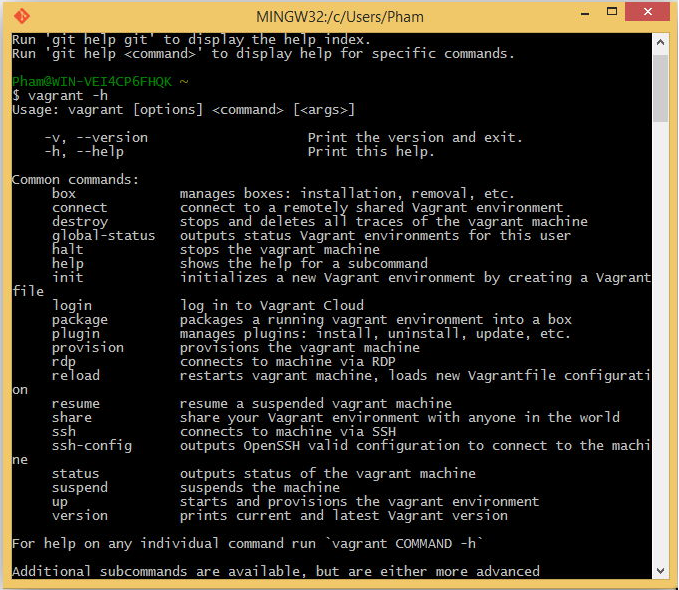 MINGW32:/c/Users/Pham
Run 'git help git' to display the help index.
Run 'git help <command>' to display help for specific commands.
Pham@WIN-VEI4CP6FHQK ~
$ vagrant -h
Usage: vagrant [options] <command> [<args>]
-v, --version                    Print the version and exit.
-h, --help                       Print this help.
Common commands:
box             manages boxes: installation, removal, etc.
connect         connect to a remotely shared Vagrant environment
destroy         stops and deletes all traces of the vagrant machine
global-status   outputs status Vagrant environments for this user
halt            stops the vagrant machine
help            shows the help for a subcommand
init            initializes a new Vagrant environment by creating a Vagrant
file
login           log in to Vagrant Cloud
package         packages a running vagrant environment into a box
plugin          manages plugins: install, uninstall, update, etc.
provision       provisions the vagrant machine
rdp             connects to machine via RDP
reload          restarts vagrant machine, loads new Vagrantfile configurati
on
resume          resume a suspended vagrant machine
share           share your Vagrant environment with anyone in the world
ssh             connects to machine via SSH
ssh-config      outputs OpenSSH valid configuration to connect to the machi
ne
status          outputs status of the vagrant machine
suspend         suspends the machine
up              starts and provisions the vagrant environment
version         prints current and latest Vagrant version
For help on any individual command run `vagrant COMMAND -h`
Additional subcommands are available, but are either more advanced